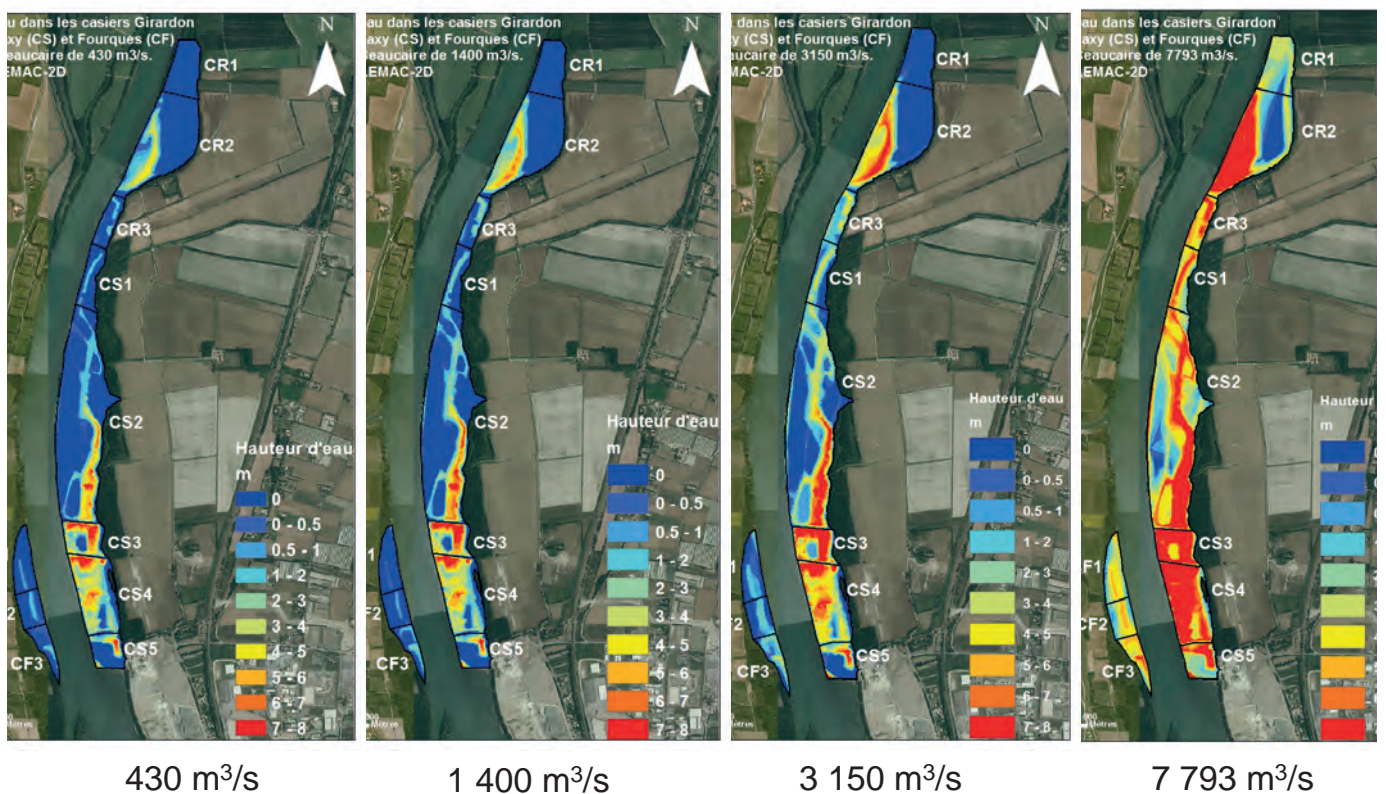 au dans les casiers Girardon
axy (CS) et Fourques (CF)
eaucaire de 430 m3/s.
EMAC-2D
N
CR1
CR2
CR3
CS1
CS2
CS3
CS4
CS5
CF3
Hauteur d'eau
m
0
0 - 0.5
0.5 - 1
1 - 2
2 - 3
3 - 4
4 - 5
5 - 6
6 - 7
7 - 8
430 m³/s
au dans les casiers Girardon
axy (CS) et Fourques (CF)
eaucaire de 1400 m3/s.
EMAC-2D
N
CR1
CR2
CR3
CS1
CS2
CS3
CS4
CS5
F2
CF3
Hauteur d'eau
m
0
0 - 0.5
0.5 - 1
1 - 2
2 - 3
3 - 4
4 - 5
5 - 6
6 - 7
7 - 8
1 400 m³/s
au dans les casiers Girardon
xy (CS) et Fourques (CF)
eaucaire de 3150 m3/s.
EMAC-2D
N
CR1
CR2
CR3
CS1
CS2
CS3
CS4
CS5
CF3
Hauteur d'eau
m
0
0 - 0.5
0.5 - 1
1 - 2
2 - 3
3 - 4
4 - 5
5 - 6
6 - 7
7 - 8
3 150 m³/s
au dans les casiers Girardon
xy (CS) et Fourques (CF)
eaucaire de 7793 m3/s.
EMAC-2D
N
CR1
CR2
CR3
CS1
CS2
CS3
CS4
CS5
F1
CF2
CF3
Hauteur
m
7 793 m³/s